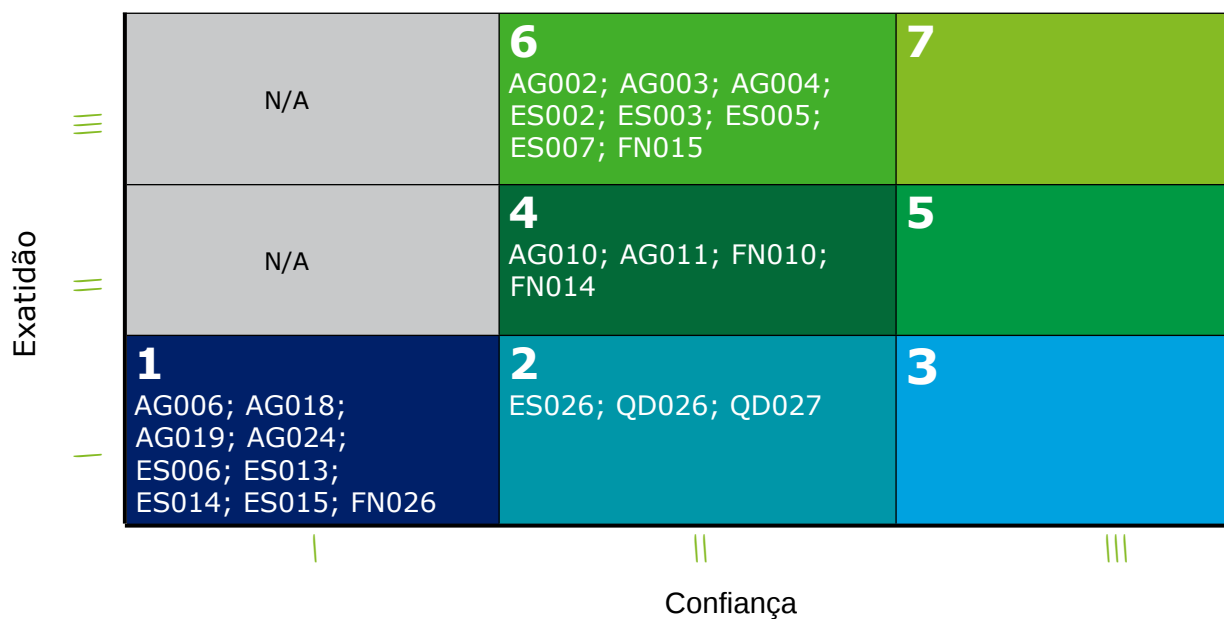 N/A
6
AG002; AG003; AG004;
ES002; ES003; ES005;
ES007; FN015
7
N/A
4
AG010; AG011; FN010;
FN014
5
1
AG006; AG018;
AG019; AG024;
ES006; ES013;
ES014; ES015; FN026
2
ES026; QD026; QD027
3
Exatidão
Confiança